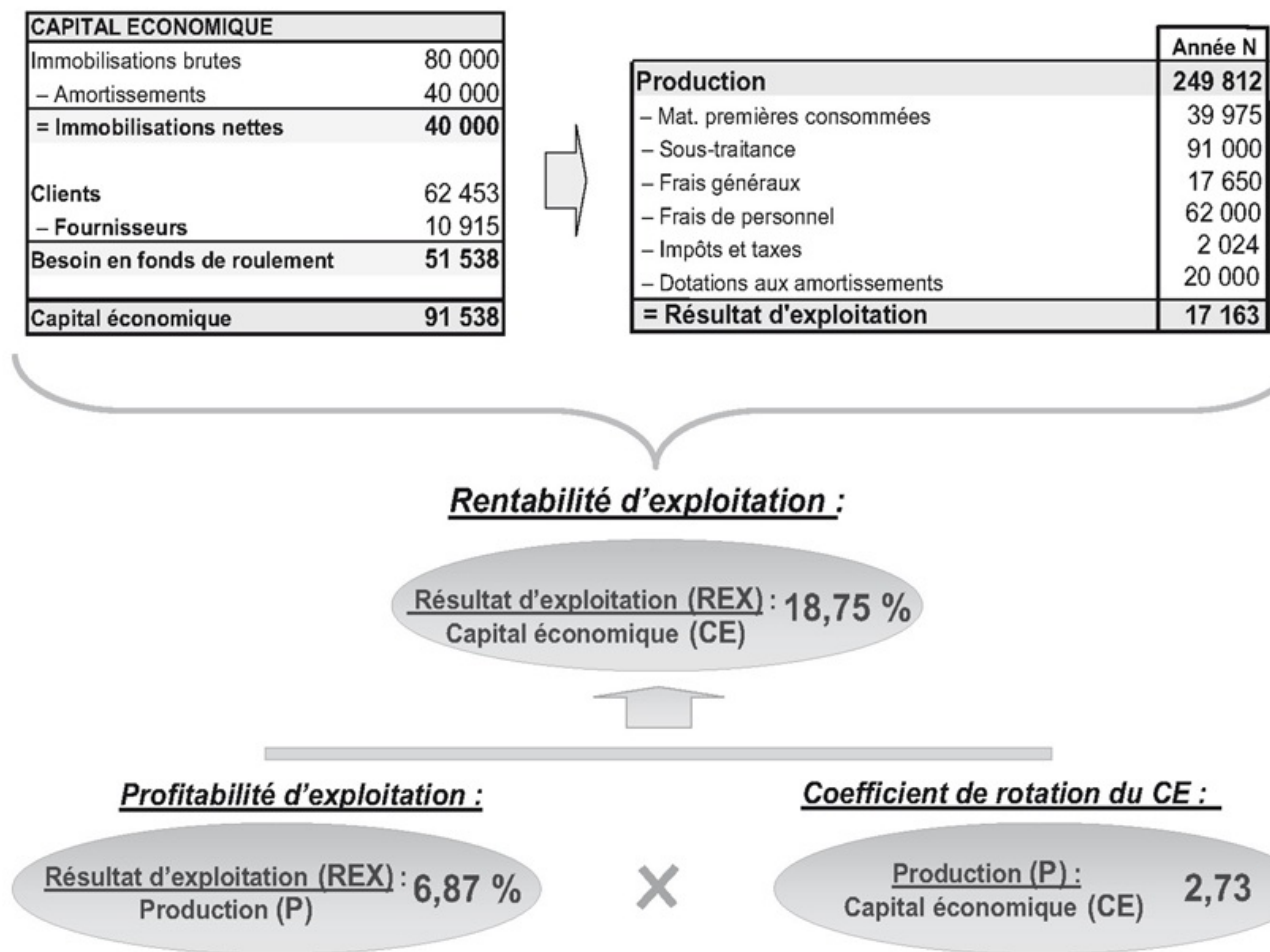 CAPITAL ECONOMIQUE
Immobilisations brutes 80 000
– Amortissements 40 000
= Immobilisations nettes 40 000
Clients 62 453
– Fournisseurs 10 915
Besoin en fonds de roulement 51 538
Capital économique 91 538
Année N
Production 249 812
– Mat. premières consommées 39 975
– Sous-traitance 91 000
– Frais généraux 17 650
– Frais de personnel 62 000
– Impôts et taxes 2 024
– Dotations aux amortissements 20 000
= Résultat d'exploitation 17 163
Rentabilité d'exploitation :
Résultat d'exploitation (REX) : 18,75 %
Capital économique (CE)
Profitabilité d'exploitation :
Résultat d'exploitation (REX) : 6,87 %
Production (P)
×
Coefficient de rotation du CE :
Production (P) : 2,73
Capital économique (CE)